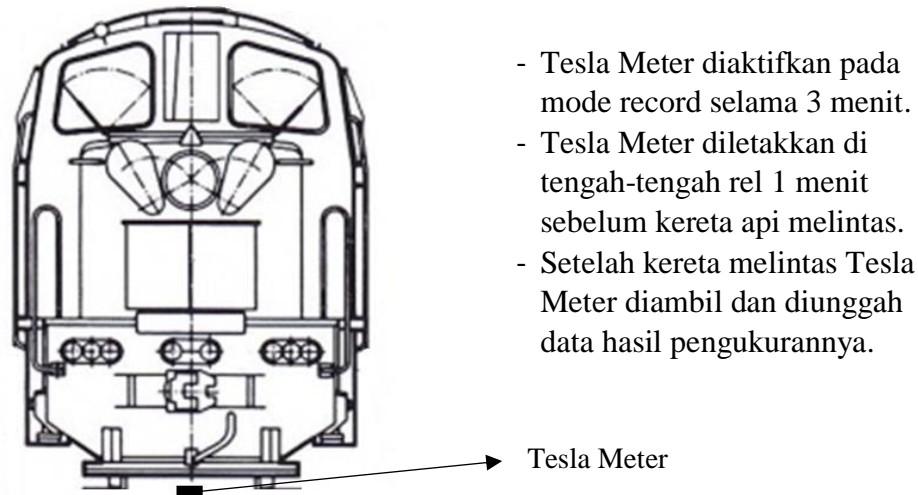 - Tesla Meter diaktifkan pada
mode record selama 3 menit.
- Tesla Meter diletakkan di
tengah-tengah rel 1 menit
sebelum kereta api melintas.
- Setelah kereta melintas Tesla
Meter diambil dan diunggah
data hasil pengukurannya.
Tesla Meter